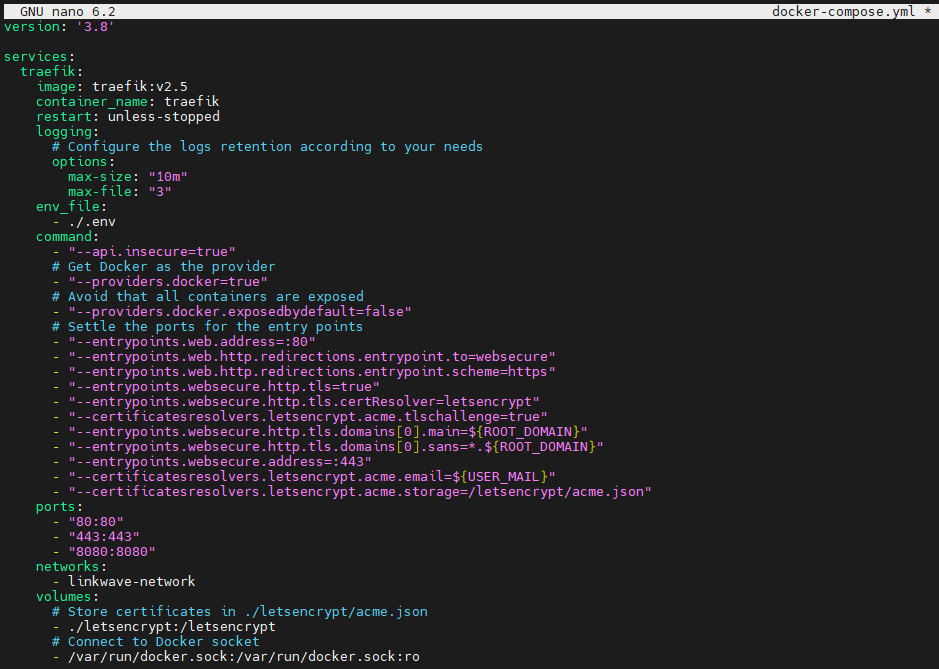 GNU nano 6.2 docker-compose.yml *
version: '3.8'

services:
  traefik:
    image: traefik:v2.5
    container_name: traefik
    restart: unless-stopped
    logging:
      # Configure the logs retention according to your needs
      options:
        max-size: "10m"
        max-file: "3"
    env_file:
      - ./.env
    command:
      - "--api.insecure=true"
      # Get Docker as the provider
      - "--providers.docker=true"
      # Avoid that all containers are exposed
      - "--providers.docker.exposedbydefault=false"
      # Settle the ports for the entry points
      - "--entrypoints.web.address=:80"
      - "--entrypoints.web.http.redirections.entrypoint.to=websecure"
      - "--entrypoints.web.http.redirections.entrypoint.scheme=https"
      - "--entrypoints.websecure.http.tls=true"
      - "--entrypoints.websecure.http.tls.certResolver=letsencrypt"
      - "--certificatesresolvers.letsencrypt.acme.tlschallenge=true"
      - "--entrypoints.websecure.http.tls.domains[0].main=${ROOT_DOMAIN}"
      - "--entrypoints.websecure.http.tls.domains[0].sans=*.${ROOT_DOMAIN}"
      - "--entrypoints.websecure.address=:443"
      - "--certificatesresolvers.letsencrypt.acme.email=${USER_MAIL}"
      - "--certificatesresolvers.letsencrypt.acme.storage=/letsencrypt/acme.json"
    ports:
      - "80:80"
      - "443:443"
      - "8080:8080"
    networks:
      - linkwave-network
    volumes:
      # Store certificates in ./letsencrypt/acme.json
      - ./letsencrypt:/letsencrypt
      # Connect to Docker socket
      - /var/run/docker.sock:/var/run/docker.sock:ro